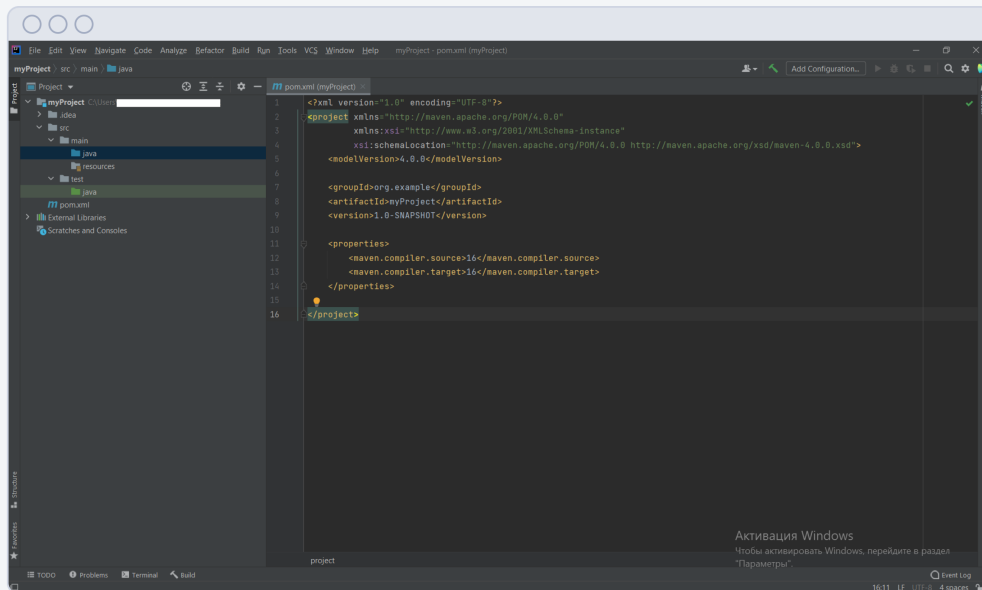 File Edit View Navigate Code Analyze Refactor Build Run Tools VCS Window Help myProject - pom.xml (myProject)
myProject src main java
Add Configuration...
Project
Project
pom.xml (myProject)
myProject C:\Users
.idea
src
main
java
resources
test
java
pom.xml
External Libraries
Scratches and Consoles
1 <?xml version="1.0" encoding="UTF-8"?>
2 <project xmlns="http://maven.apache.org/POM/4.0.0"
3 xmlns:xsi="http://www.w3.org/2001/XMLSchema-instance"
4 xsi:schemaLocation="http://maven.apache.org/POM/4.0.0 http://maven.apache.org/xsd/maven-4.0.0.xsd">
5 <modelVersion>4.0.0</modelVersion>
6
7 <groupId>org.example</groupId>
8 <artifactId>myProject</artifactId>
9 <version>1.0-SNAPSHOT</version>
10
11 <properties>
12 <maven.compiler.source>16</maven.compiler.source>
13 <maven.compiler.target>16</maven.compiler.target>
14 </properties>
15
16 </project>
Structure
Favorites
Активация Windows
Чтобы активировать Windows, перейдите в раздел
"Параметры".
project
TODO Problems Terminal Build Event Log
16:11 LF UTF-8 4 spaces